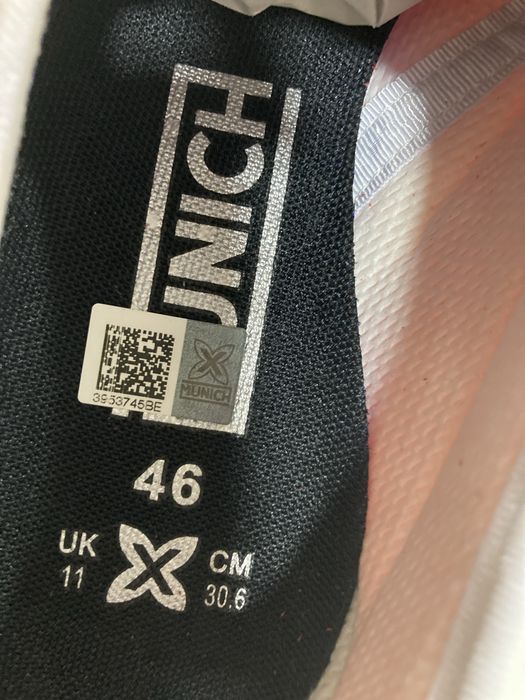 MUNICH
3953745BE
MUNICH
46
UK
11
CM
30.6